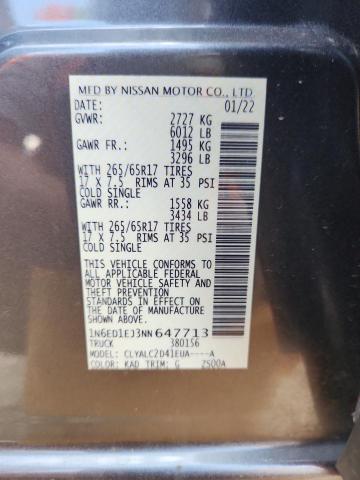 MFD BY NISSAN MOTOR CO., LTD.
DATE: 01/22
GVWR: 2727 KG
6012 LB
GAWR FR: 1495 KG
3296 LB
WITH 265/65R17 TIRES
17 X 7.5 RIMS AT 35 PSI
COLD SINGLE
GAWR RR: 1558 KG
3434 LB
WITH 265/65R17 TIRES
17 X 7.5 RIMS AT 35 PSI
COLD SINGLE
THIS VEHICLE CONFORMS
TO ALL APPLICABLE FEDERAL
MOTOR VEHICLE SAFETY
STANDARDS IN EFFECT ON
THE DATE OF MANUFACTURE
SHOWN ABOVE.
1N6ED1EJ3NN647713
TRUCK 380156
MODEL: CLYALC2D41EUA----A
COLOR: KAD TRIM: G 2500A